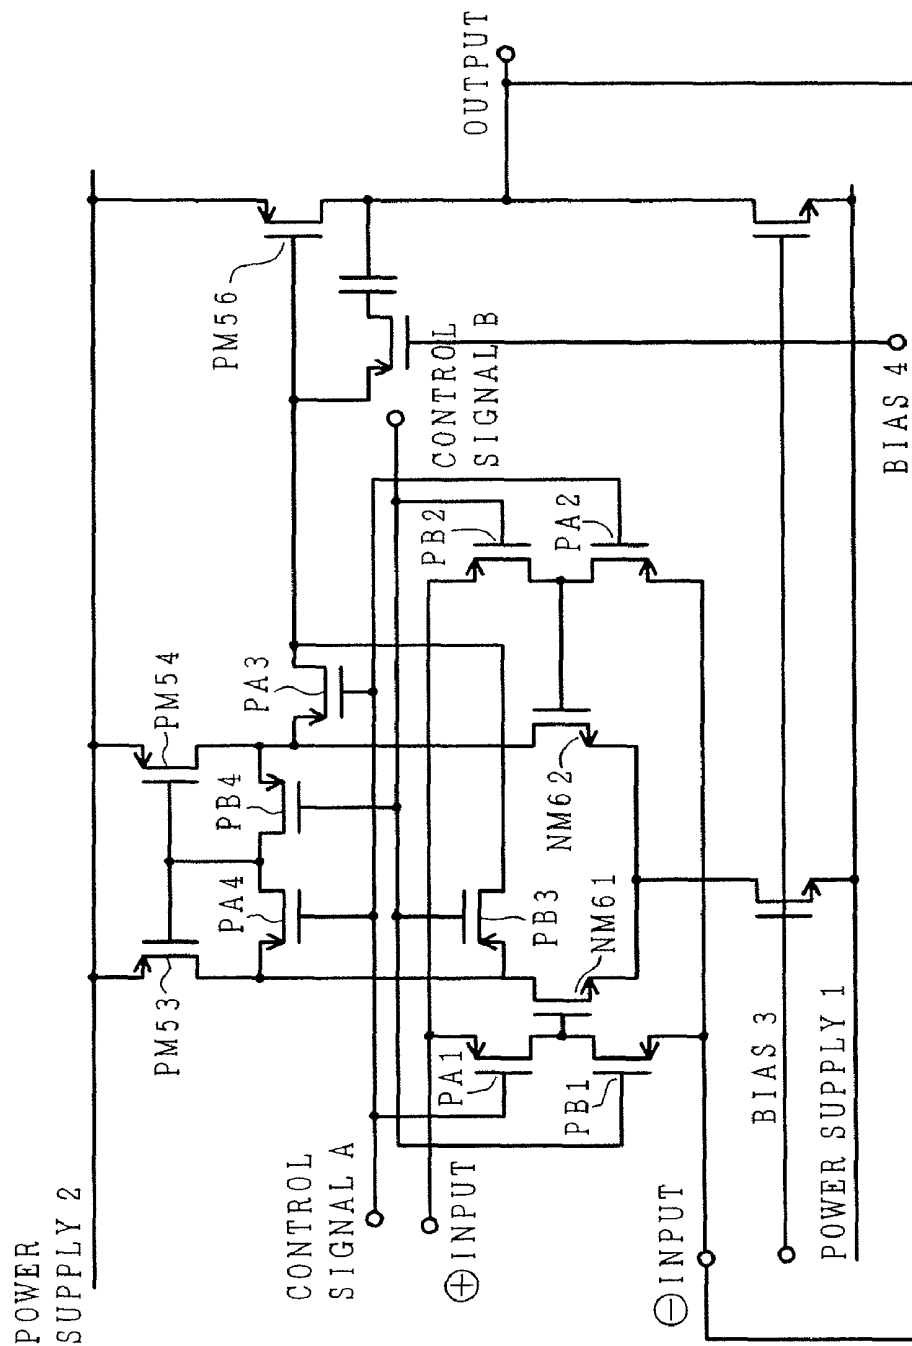 POWER
SUPPLY 2
CONTROL
SIGNAL A
⊕INPUT
⊖INPUT
BIAS 3
POWER SUPPLY 1
PM53
PM54
PA4
PB4
PA3
PA1
PB1
PB3
NM61
NM62
PB2
PA2
CONTROL
SIGNAL B
PM56
BIAS 4
OUTPUT